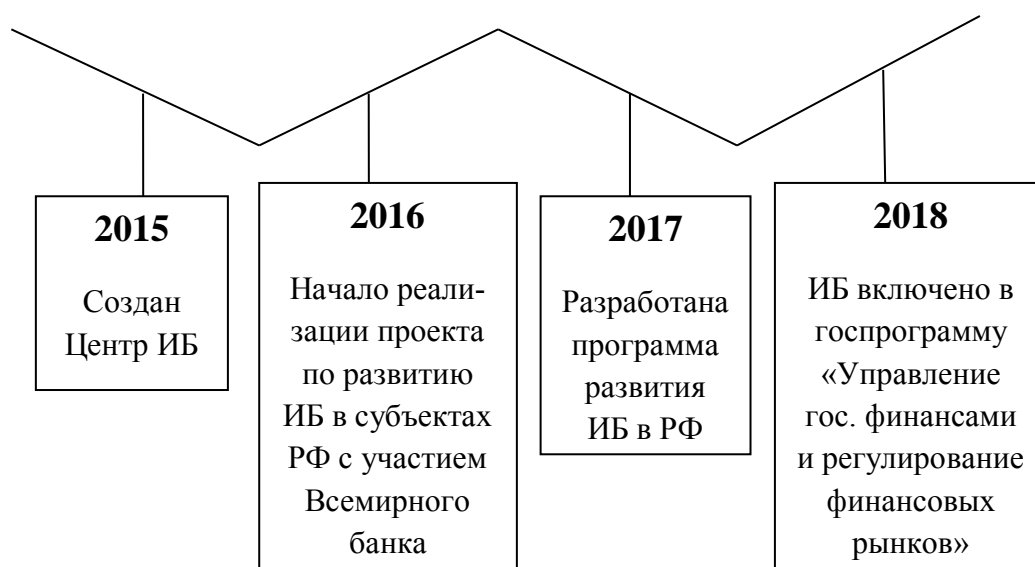 2015
Создан
Центр ИБ
2016
Начало реали-
зации проекта
по развитию
ИБ в субъектах
РФ с участием
Всемирного
банка
2017
Разработана
программа
развития
ИБ в РФ
2018
ИБ включено в
госпрограмму
«Управление
гос. финансами
и регулирование
финансовых
рынков»